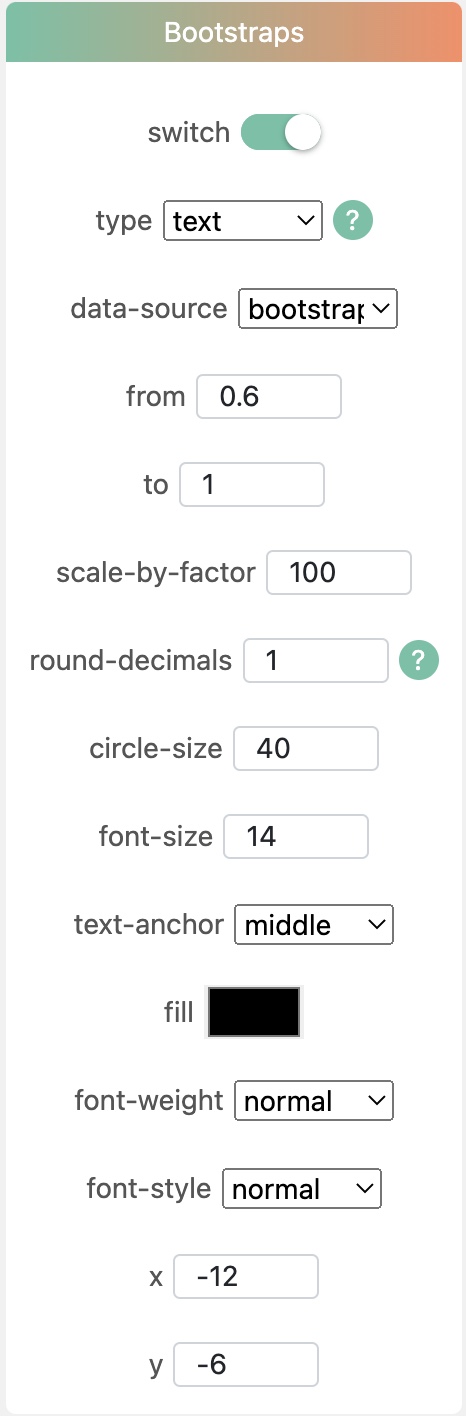 Bootstraps
switch
type text ?
data-source bootstrap
from 0.6
to 1
scale-by-factor 100
round-decimals 1 ?
circle-size 40
font-size 14
text-anchor middle
fill
font-weight normal
font-style normal
x -12
y -6